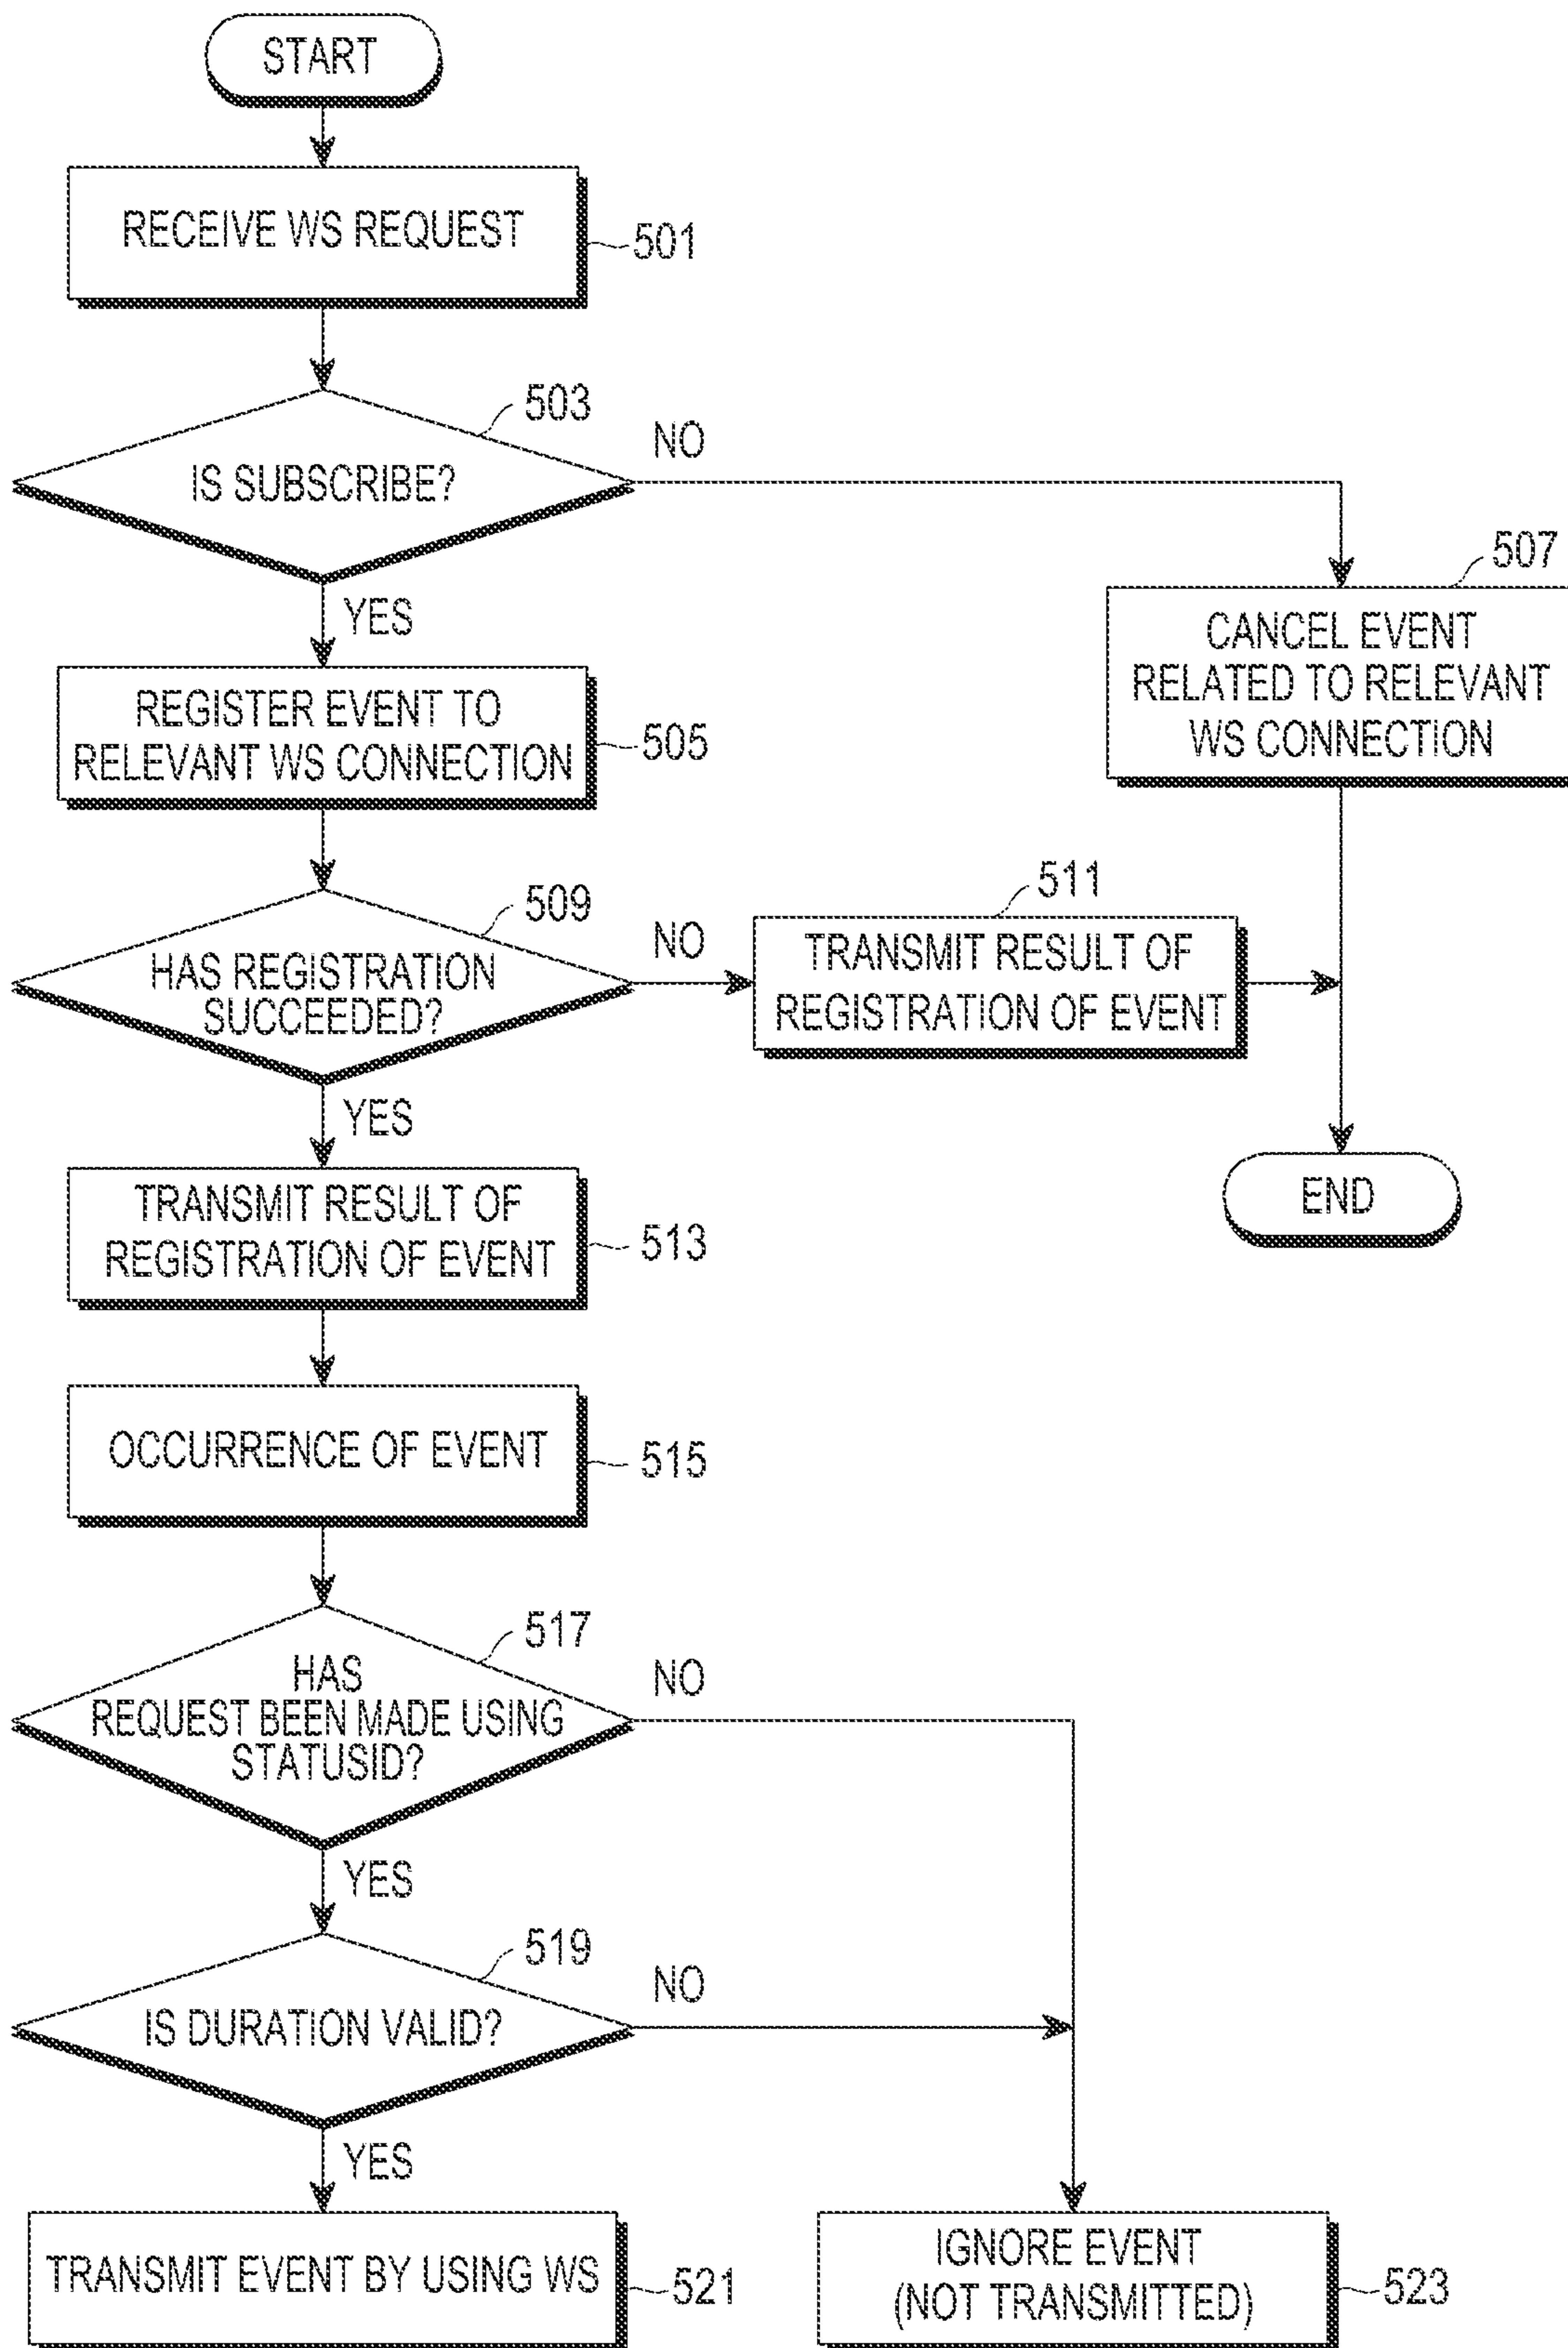 START
RECEIVE WS REQUEST
501
503
IS SUBSCRIBE?
NO
YES
507
CANCEL EVENT
RELATED TO RELEVANT
WS CONNECTION
REGISTER EVENT TO
RELEVANT WS CONNECTION
505
509
HAS REGISTRATION
SUCCEEDED?
NO
511
TRANSMIT RESULT OF
REGISTRATION OF EVENT
YES
END
TRANSMIT RESULT OF
REGISTRATION OF EVENT
513
OCCURRENCE OF EVENT
515
517
HAS
REQUEST BEEN MADE USING
STATUSID?
NO
YES
519
IS DURATION VALID?
NO
YES
TRANSMIT EVENT BY USING WS
521
IGNORE EVENT
(NOT TRANSMITTED)
523